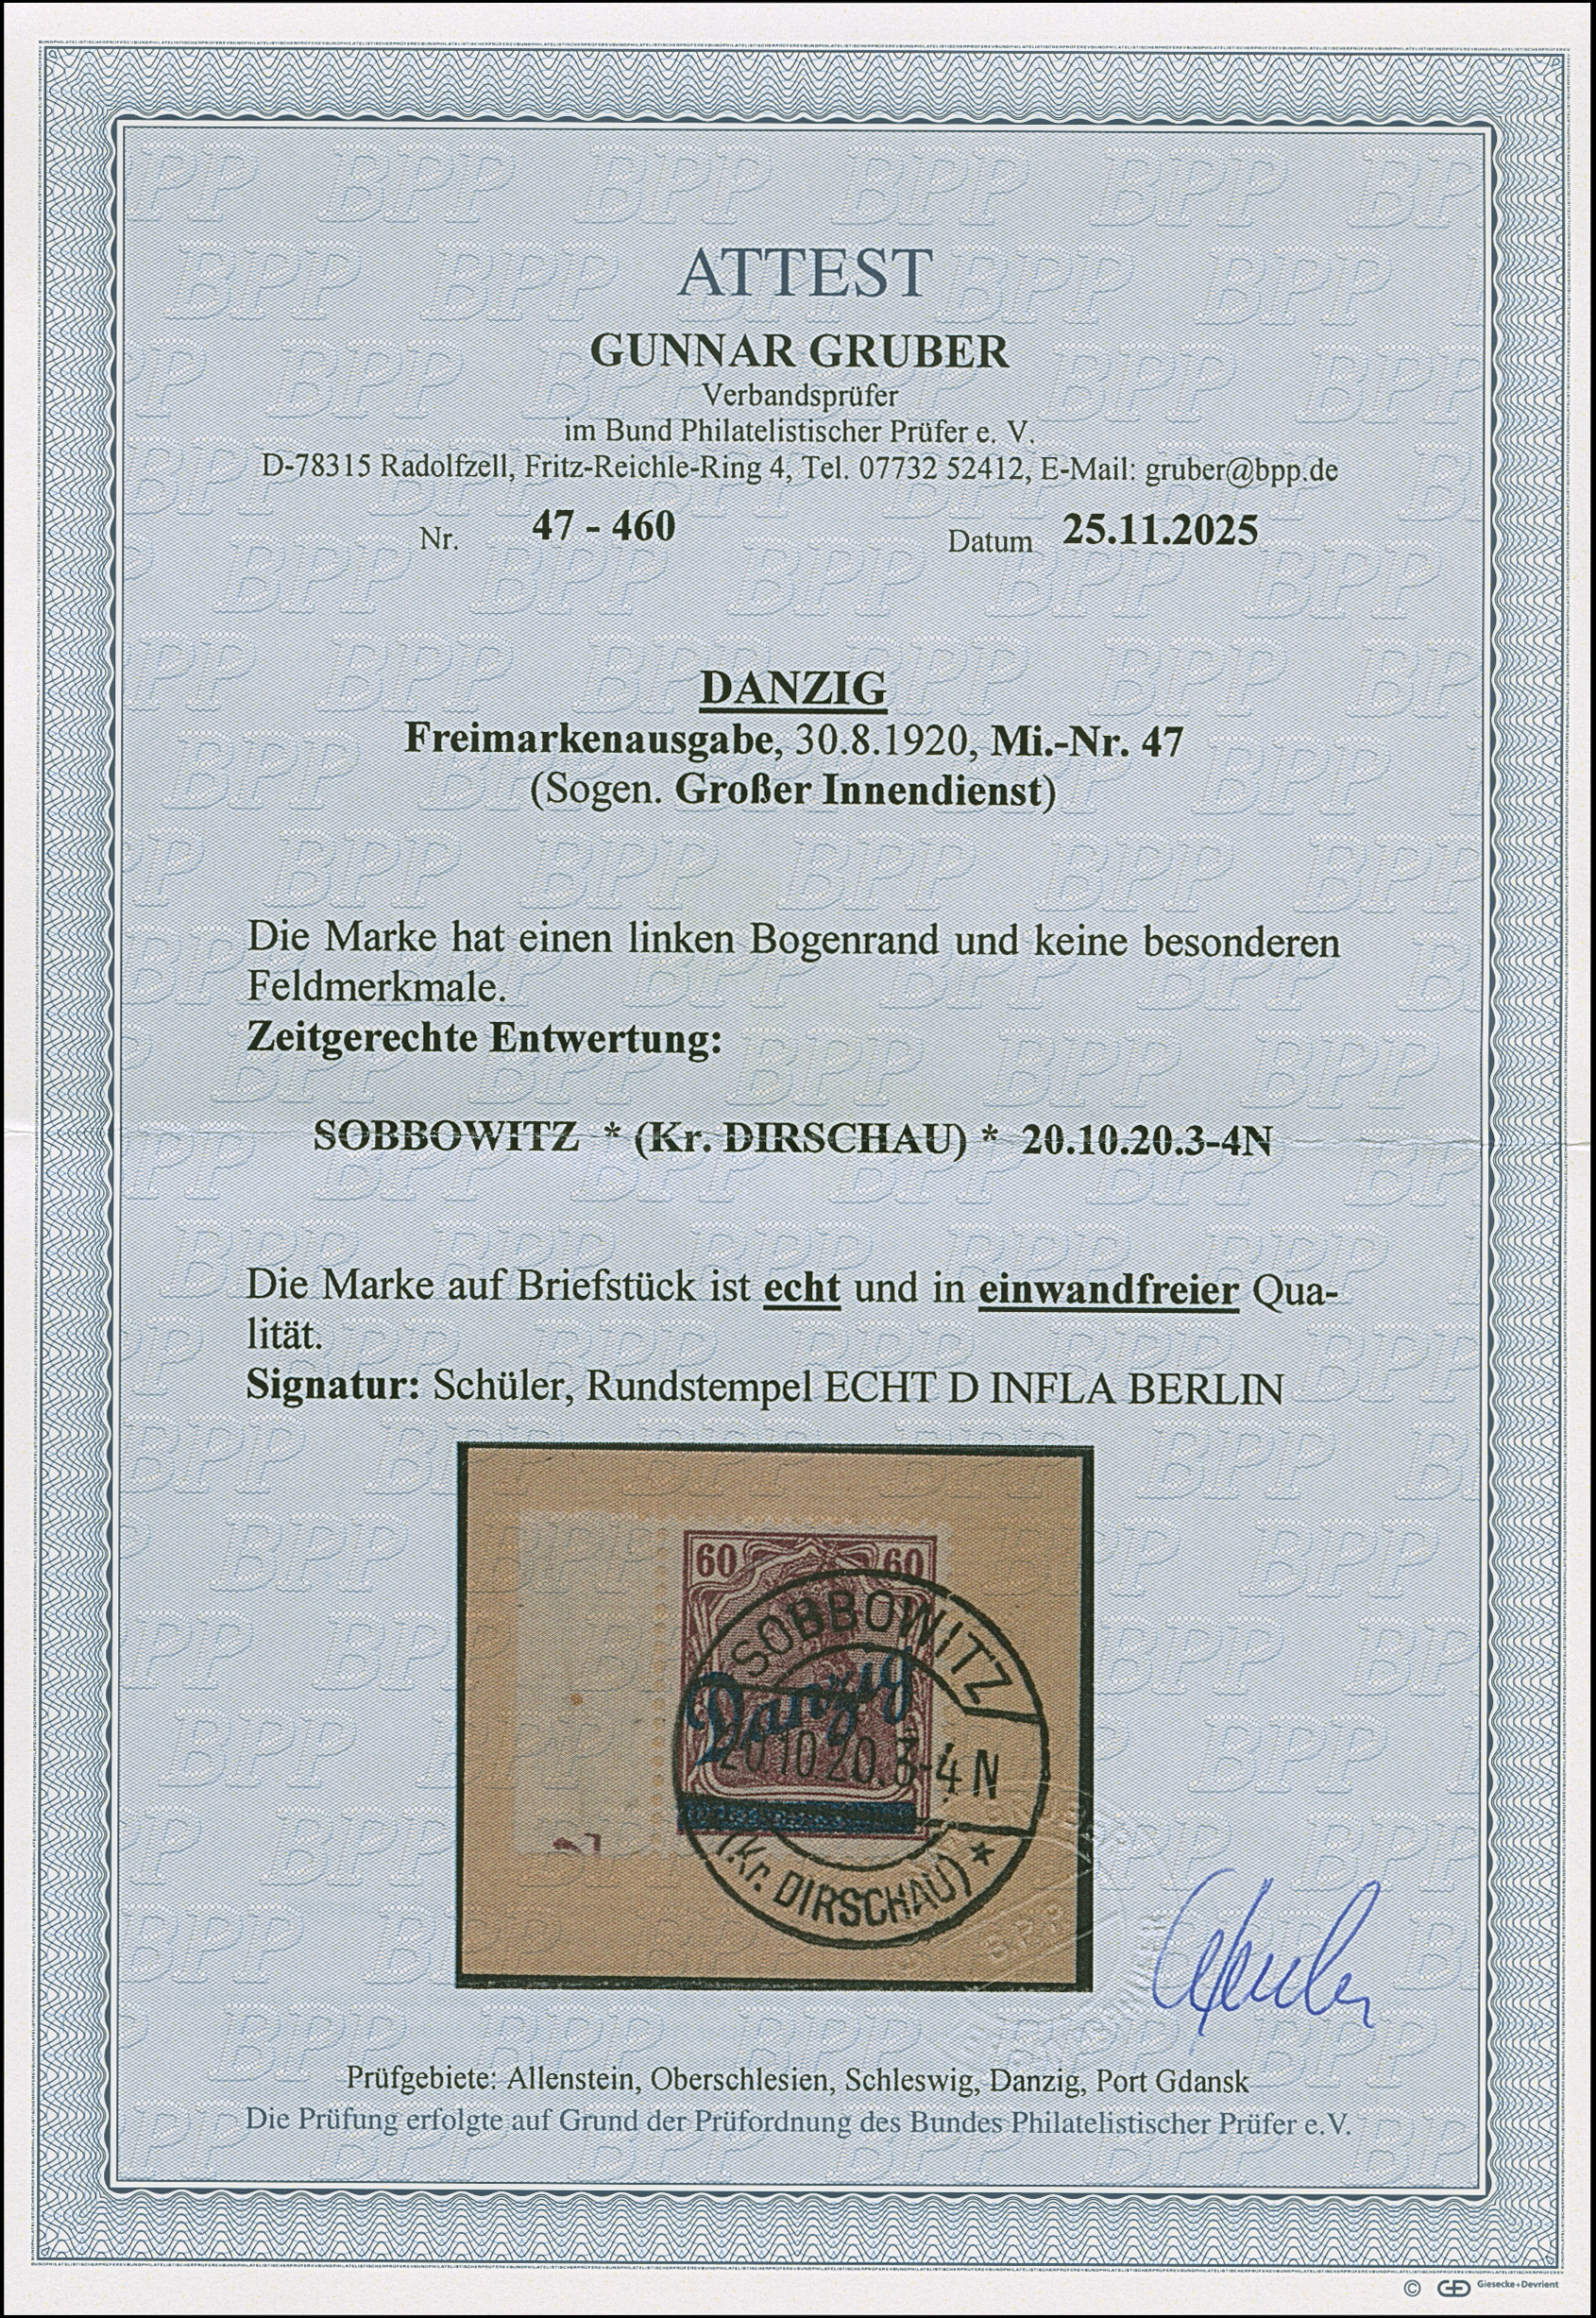 ATTEST
GUNNAR GRUBER
Verbandsprüfer
im Bund Philatelistischer Prüfer e. V.
D-78315 Radolfzell, Fritz-Reichle-Ring 4, Tel. 07732 52412, E-Mail: gruber@bpp.de
Nr. 47 - 460 Datum 25.11.2025
DANZIG
Freimarkenausgabe, 30.8.1920, Mi.-Nr. 47
(Sogen. Großer Innendienst)
Die Marke hat einen linken Bogenrand und keine besonderen
Feldmerkmale.
Zeitgerechte Entwertung:
SOBBOWITZ * (Kr. DIRSCHAU) * 20.10.20.3-4N
Die Marke auf Briefstück ist echt und in einwandfreier Qua-
lität.
Signatur: Schüler, Rundstempel ECHT D INFLA BERLIN
60 60
SOBBOWITZ
Danzig
20.10.20.3-4 N
(Kr. DIRSCHAU) *
Prüfgebiete: Allenstein, Oberschlesien, Schleswig, Danzig, Port Gdansk
Die Prüfung erfolgte auf Grund der Prüfordnung des Bundes Philatelistischer Prüfer e.V.
© GD Giesecke+Devrient